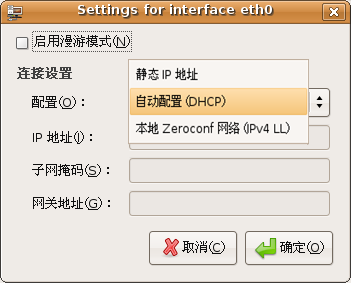 Settings for interface eth0
启用漫游模式(N)
连接设置
静态 IP 地址
配置(O)：
自动配置 (DHCP)
本地 Zeroconf 网络 (IPv4 LL)
IP 地址(I)：
子网掩码(S)：
网关地址(G)：
取消(C)
确定(O)